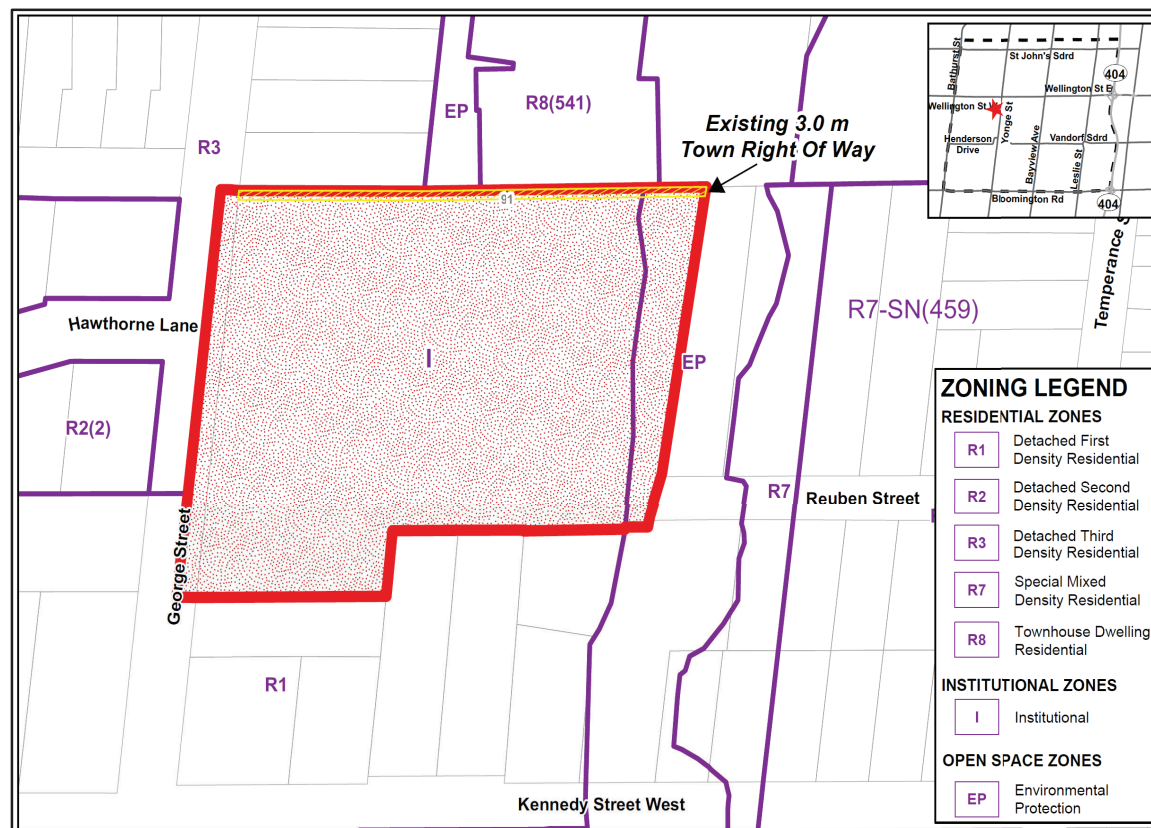 R3
EP
R8(541)
Existing 3.0 m
Town Right Of Way
91
Hawthorne Lane
R2(2)
I
EP
R7-SN(459)
R7
Reuben Street
George Street
R1
Kennedy Street West
Temperance S
St John's Sdrd
Bathurst St
404
Wellington St E
Wellington St W
Yonge St
Henderson
Drive
Bayview Ave
Vandorf Sdrd
Leslie St
Bloomington Rd
404
ZONING LEGEND
RESIDENTIAL ZONES
R1 Detached First
Density Residential
R2 Detached Second
Density Residential
R3 Detached Third
Density Residential
R7 Special Mixed
Density Residential
R8 Townhouse Dwelling
Residential
INSTITUTIONAL ZONES
I Institutional
OPEN SPACE ZONES
EP Environmental
Protection